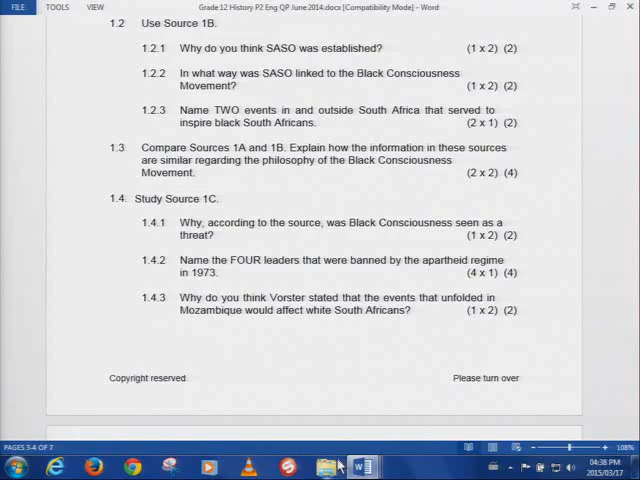 FILE TOOLS VIEW Grade 12 History P2 Eng QP June 2014.docx [Compatibility Mode] - Word
1.2 Use Source 1B.
1.2.1 Why do you think SASO was established? (1 x 2) (2)
1.2.2 In what way was SASO linked to the Black Consciousness
Movement? (1 x 2) (2)
1.2.3 Name TWO events in and outside South Africa that served to
inspire black South Africans. (2 x 1) (2)
1.3 Compare Sources 1A and 1B. Explain how the information in these sources
are similar regarding the philosophy of the Black Consciousness
Movement. (2 x 2) (4)
1.4. Study Source 1C.
1.4.1 Why, according to the source, was Black Consciousness seen as a
threat? (1 x 2) (2)
1.4.2 Name the FOUR leaders that were banned by the apartheid regime
in 1973. (4 x 1) (4)
1.4.3 Why do you think Vorster stated that the events that unfolded in
Mozambique would affect white South Africans? (1 x 2) (2)
Copyright reserved Please turn over
PAGES 3-4 OF 7 108%
04:38 PM
2015/03/17